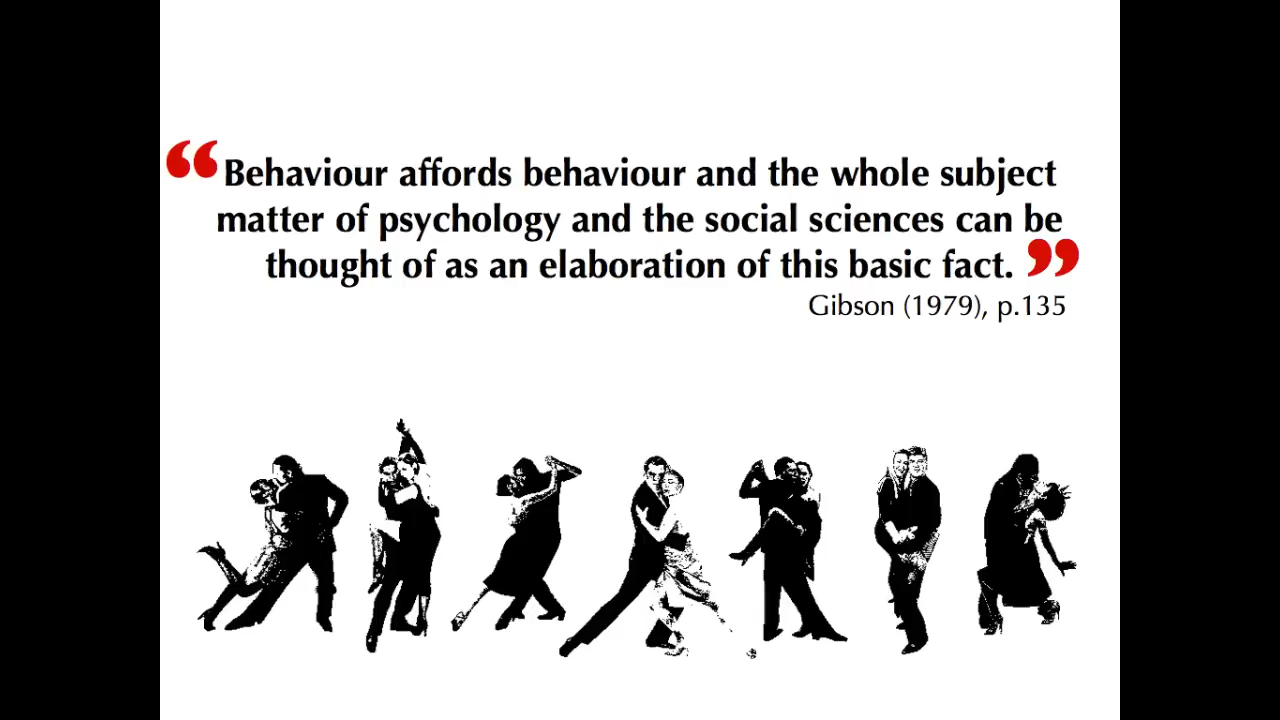 “Behaviour affords behaviour and the whole subject
matter of psychology and the social sciences can be
thought of as an elaboration of this basic fact.”
Gibson (1979), p.135